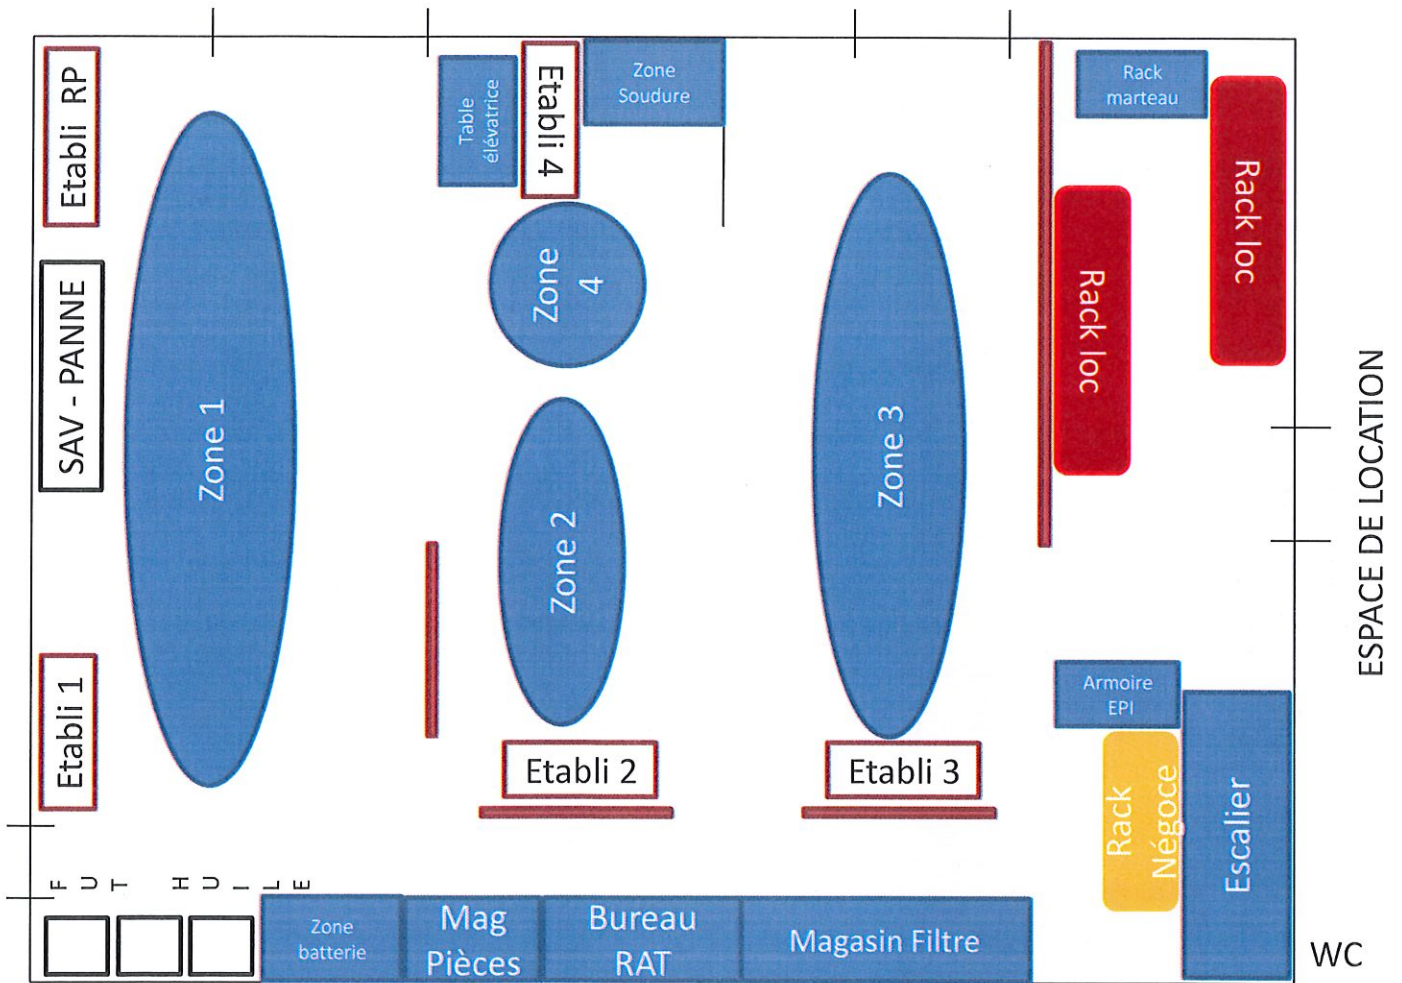 Etabli RP
SAV - PANNE
Etabli 1
Zone 1
Table
élévatrice
Etabli 4
Zone
Soudure
Zone
4
Zone 2
Etabli 2
Zone 3
Etabli 3
Rack
marteau
Rack loc
Rack loc
ESPACE DE LOCATION
Armoire
EPI
Rack
Négoce
Escalier
WC
FUT HUILE
Zone
batterie
Mag
Pièces
Bureau
RAT
Magasin Filtre